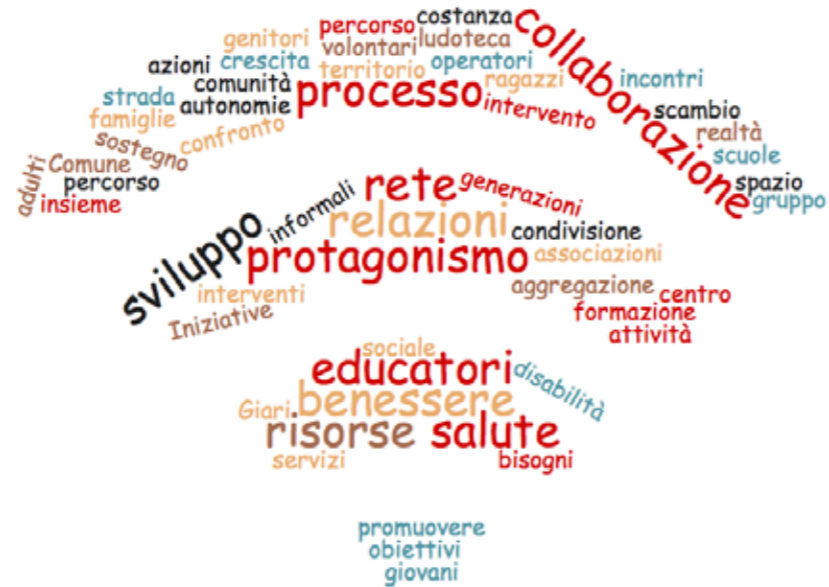 costanza
percorso
collaborazione
genitori
volontari
ludoteca
azioni
crescita
territorio
operatori
ragazzi
incontri
comunità
strada
autonomie
processo
intervento
scambio
famiglie
realtà
sostegno
confronto
scuole
adulti
Comune
percorso
spazio
insieme
gruppo
rete
generazioni
informali
relazioni
condivisione
sviluppo
protagonismo
associazioni
interventi
aggregazione
centro
Iniziative
formazione
attività
sociale
educatori
disabilità
benessere
Giari
risorse
salute
servizi
bisogni
promuovere
obiettivi
giovani